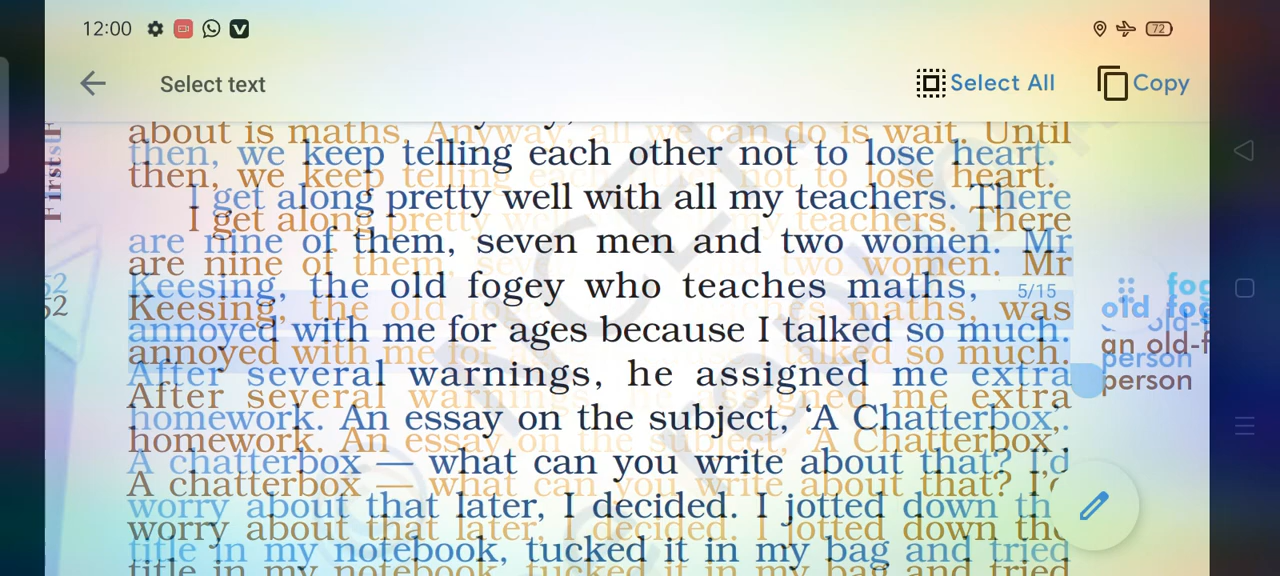 12:00
72
Select text
Select All
Copy
about is maths. Anyway, all we can do is wait. Until
then, we keep telling each other not to lose heart.
I get along pretty well with all my teachers. There
are nine of them, seven men and two women. Mr
Keesing, the old fogey who teaches maths, was
5/15
annoyed with me for ages because I talked so much.
After several warnings, he assigned me extra
homework. An essay on the subject, ‘A Chatterbox’.
A chatterbox — what can you write about that? I’d
worry about that later, I decided. I jotted down the
title in my notebook, tucked it in my bag and tried
old fog
an old-f
person
52
First
NCER